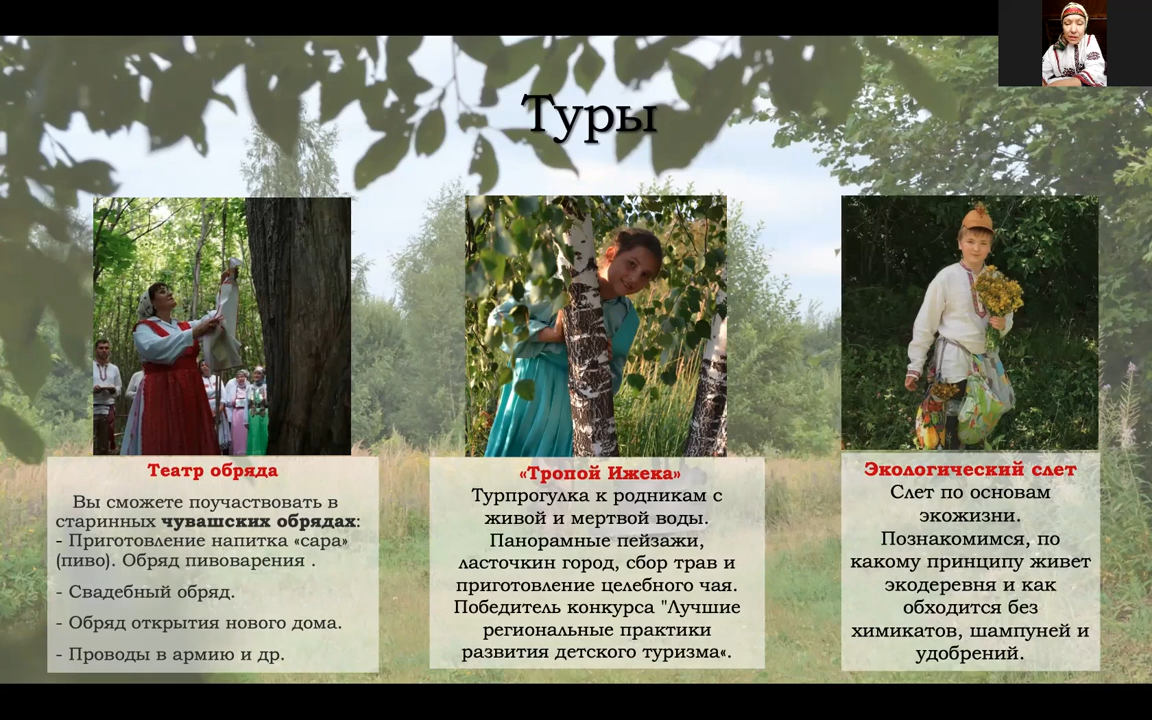 Туры
Театр обряда
Вы сможете поучаствовать в
старинных чувашских обрядах:
- Приготовление напитка «сара»
(пиво). Обряд пивоварения .
- Свадебный обряд.
- Обряд открытия нового дома.
- Проводы в армию и др.
«Тропой Ижека»
Турпрогулка к родникам с
живой и мертвой воды.
Панорамные пейзажи,
ласточкин город, сбор трав и
приготовление целебного чая.
Победитель конкурса "Лучшие
региональные практики
развития детского туризма«.
Экологический слет
Слет по основам
экожизни.
Познакомимся, по
какому принципу живет
экодеревня и как
обходится без
химикатов, шампуней и
удобрений.